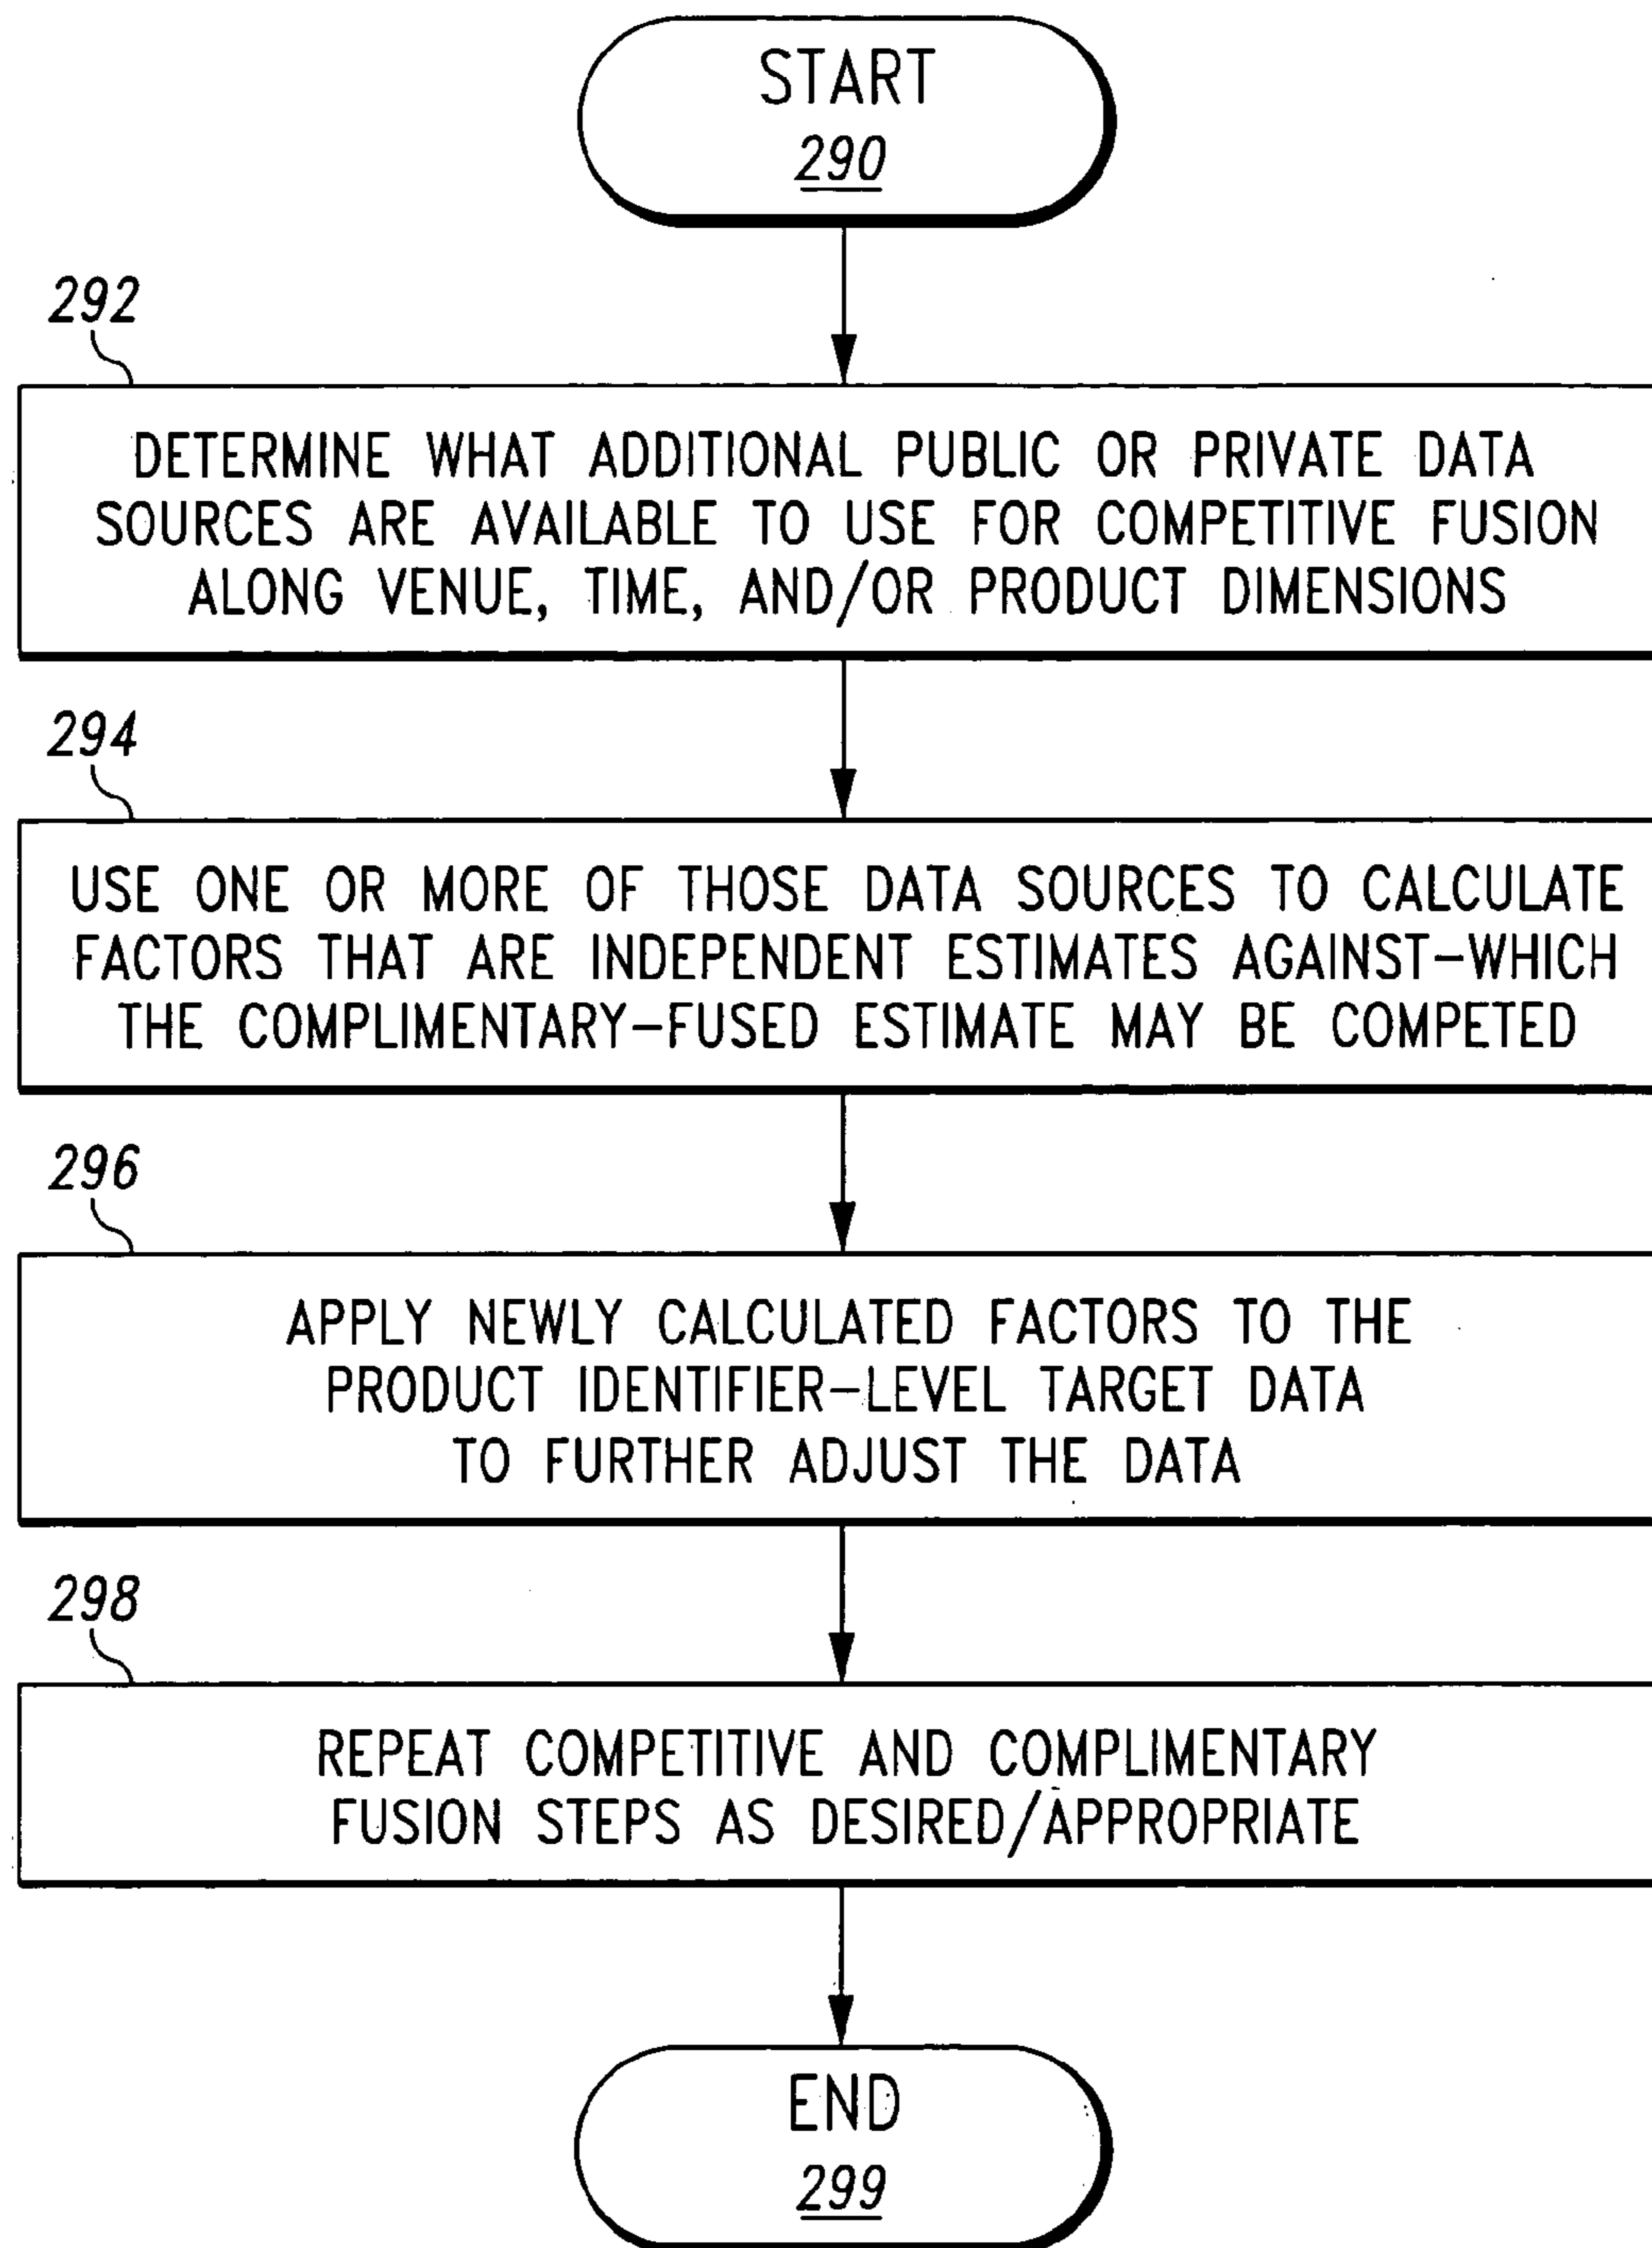 START
290
292
DETERMINE WHAT ADDITIONAL PUBLIC OR PRIVATE DATA
SOURCES ARE AVAILABLE TO USE FOR COMPETITIVE FUSION
ALONG VENUE, TIME, AND/OR PRODUCT DIMENSIONS
294
USE ONE OR MORE OF THOSE DATA SOURCES TO CALCULATE
FACTORS THAT ARE INDEPENDENT ESTIMATES AGAINST-WHICH
THE COMPLIMENTARY-FUSED ESTIMATE MAY BE COMPETED
296
APPLY NEWLY CALCULATED FACTORS TO THE
PRODUCT IDENTIFIER-LEVEL TARGET DATA
TO FURTHER ADJUST THE DATA
298
REPEAT COMPETITIVE AND COMPLIMENTARY
FUSION STEPS AS DESIRED/APPROPRIATE
END
299